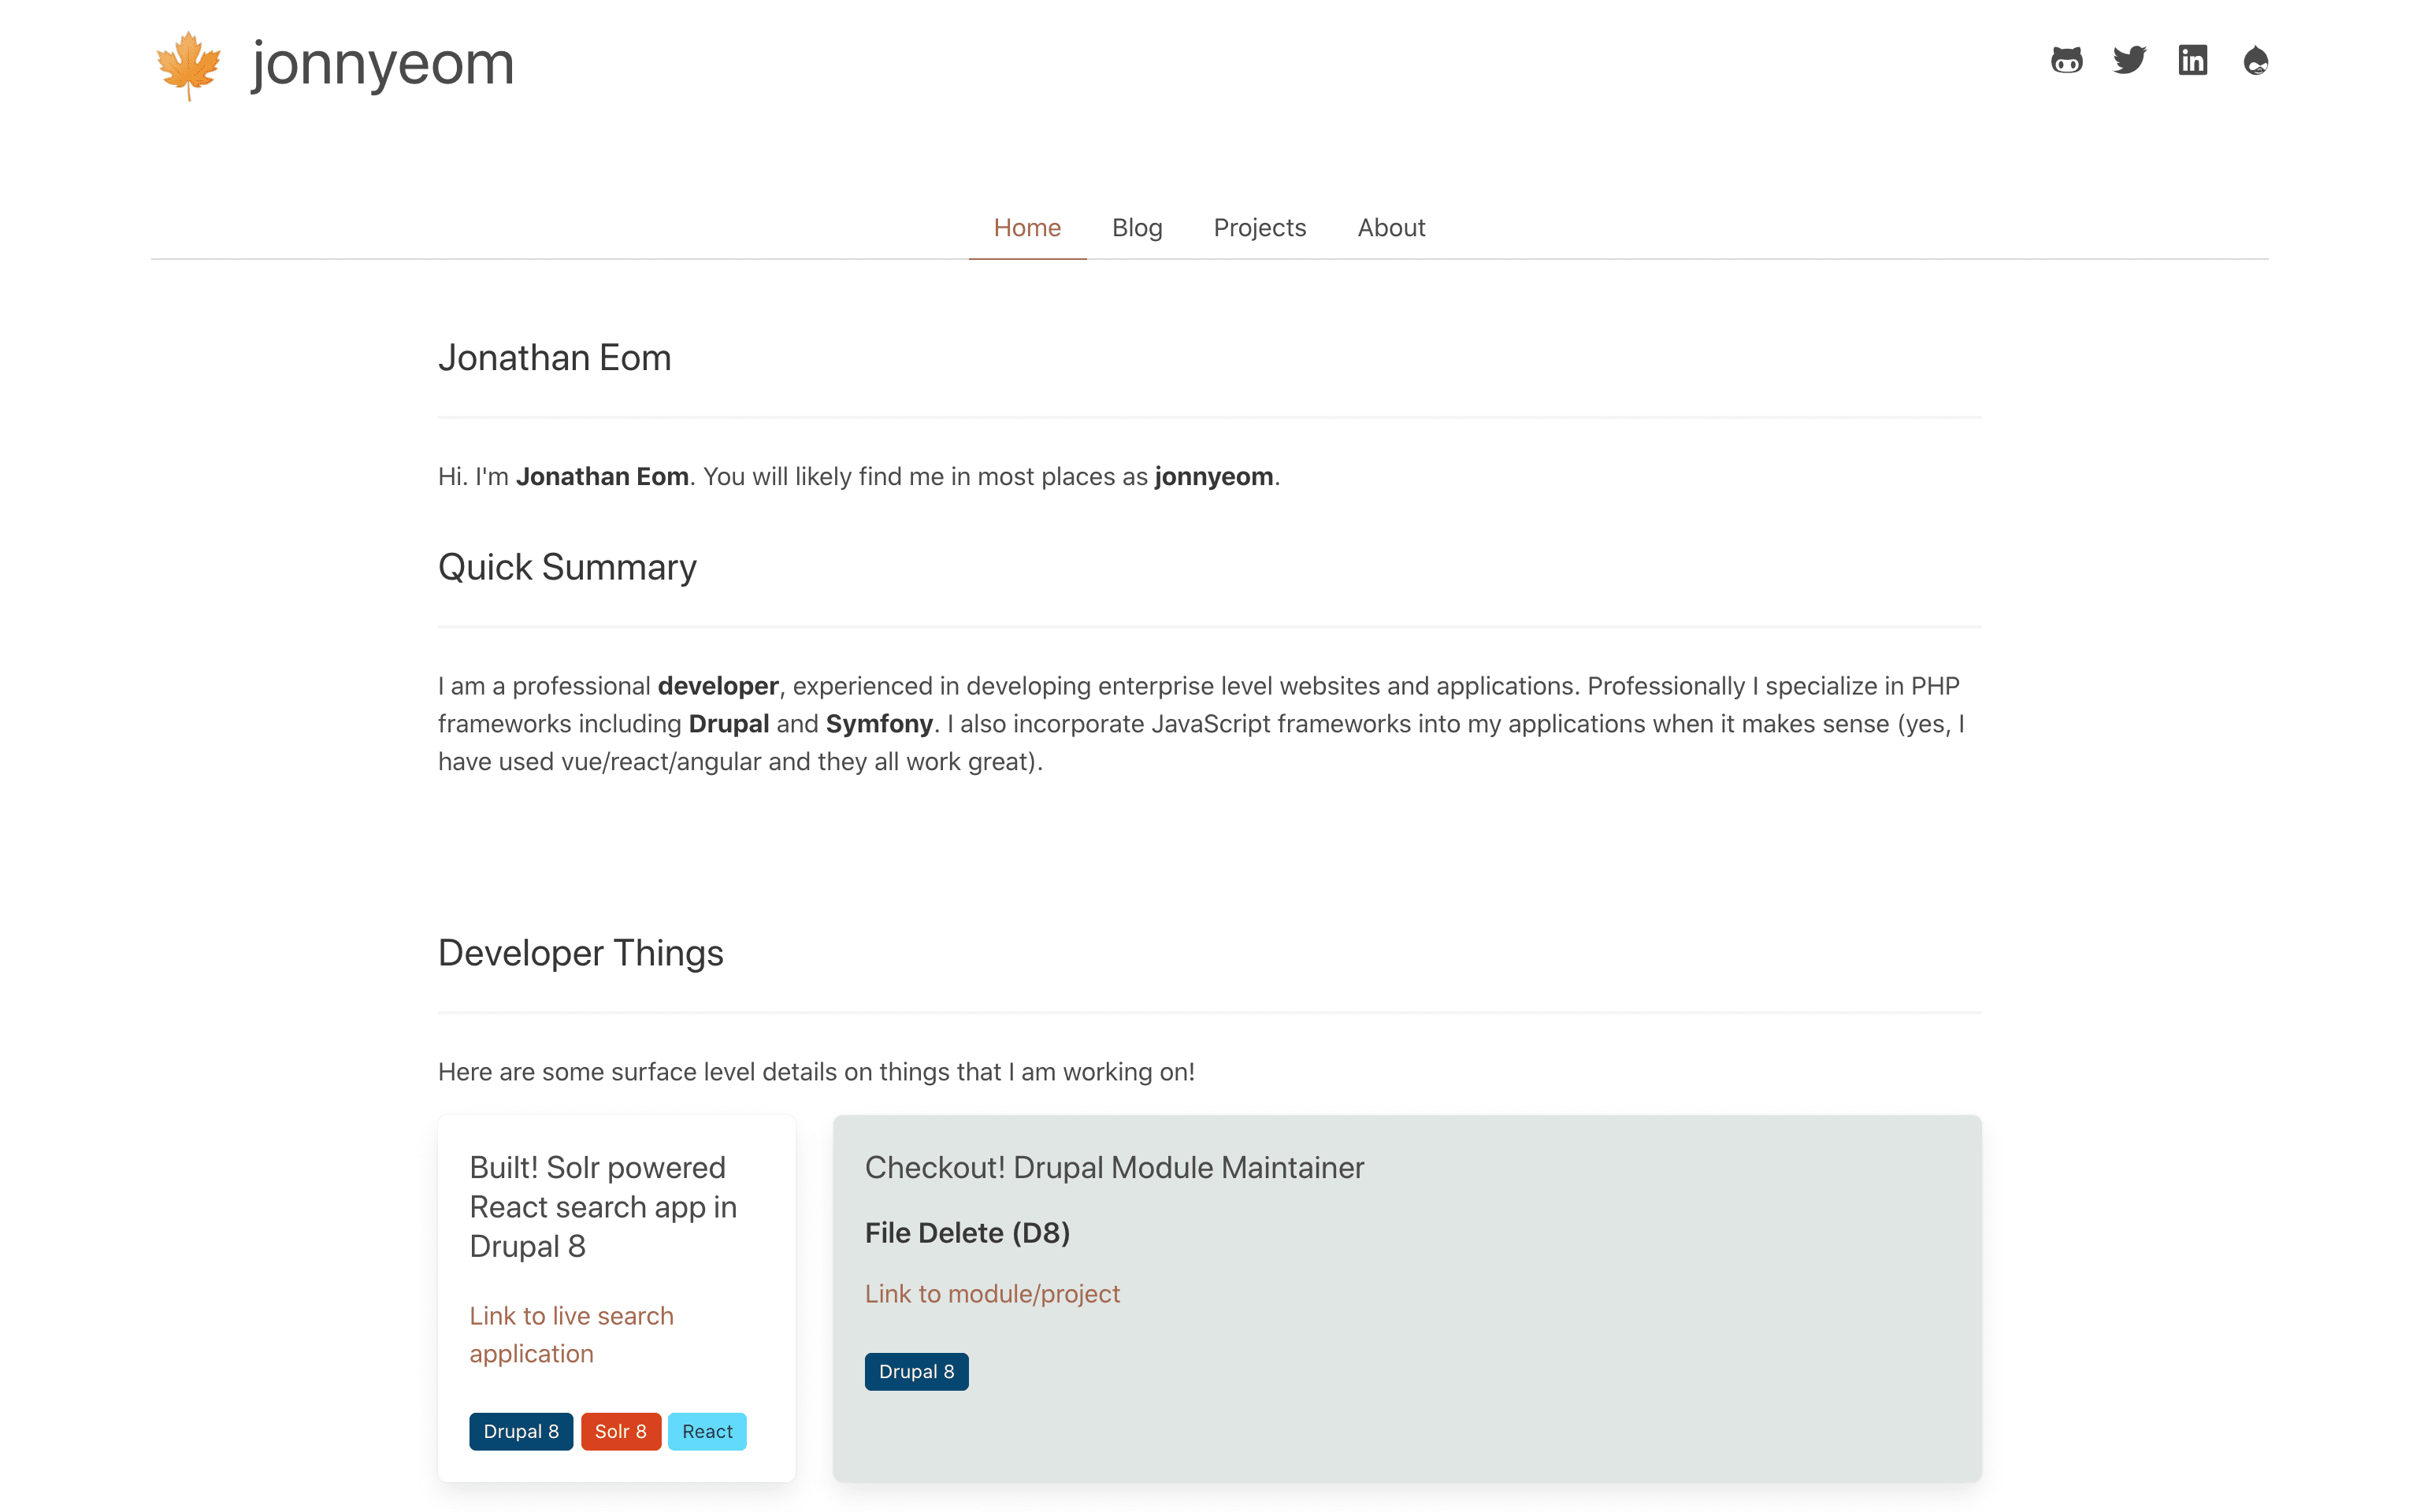 jonnyeom
Home Blog Projects About
Jonathan Eom
Hi. I'm Jonathan Eom. You will likely find me in most places as jonnyeom.
Quick Summary
I am a professional developer, experienced in developing enterprise level websites and applications. Professionally I specialize in PHP
frameworks including Drupal and Symfony. I also incorporate JavaScript frameworks into my applications when it makes sense (yes, I
have used vue/react/angular and they all work great).
Developer Things
Here are some surface level details on things that I am working on!
Built! Solr powered
React search app in
Drupal 8
Link to live search
application
Drupal 8 Solr 8 React
Checkout! Drupal Module Maintainer
File Delete (D8)
Link to module/project
Drupal 8